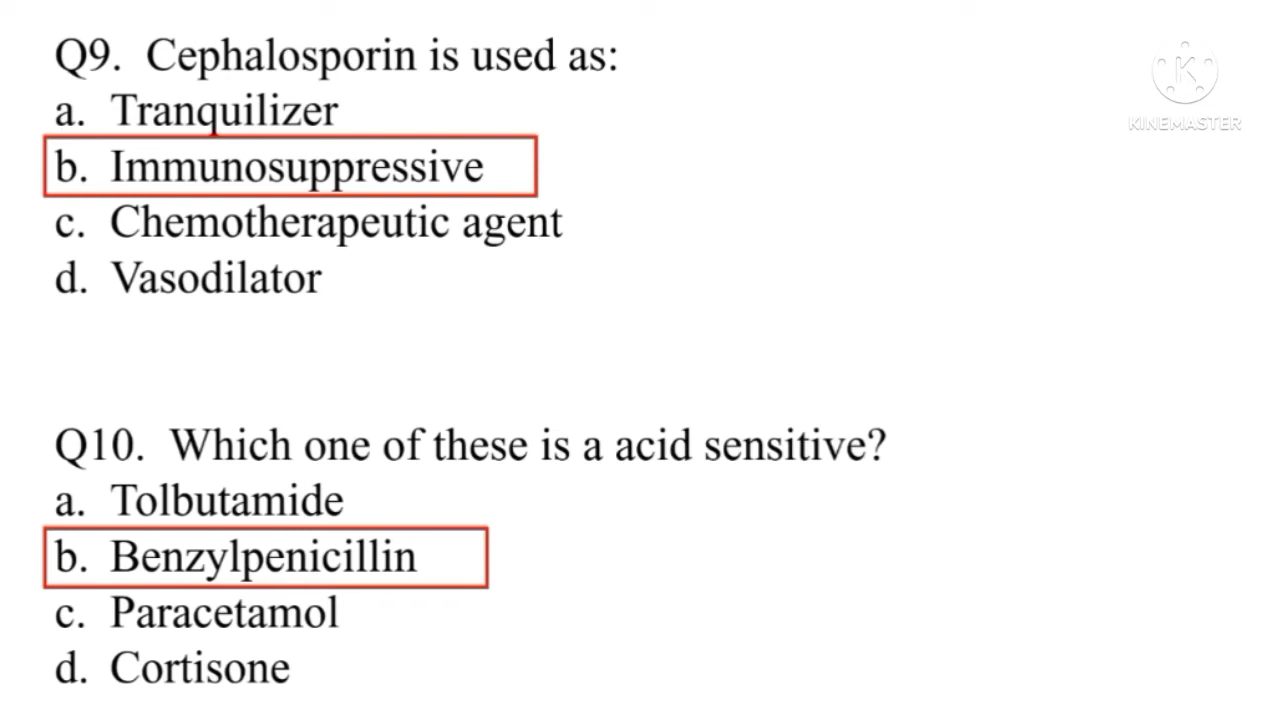 Q9. Cephalosporin is used as:
a. Tranquilizer
b. Immunosuppressive
c. Chemotherapeutic agent
d. Vasodilator
Q10. Which one of these is a acid sensitive?
a. Tolbutamide
b. Benzylpenicillin
c. Paracetamol
d. Cortisone
K
KINEMASTER